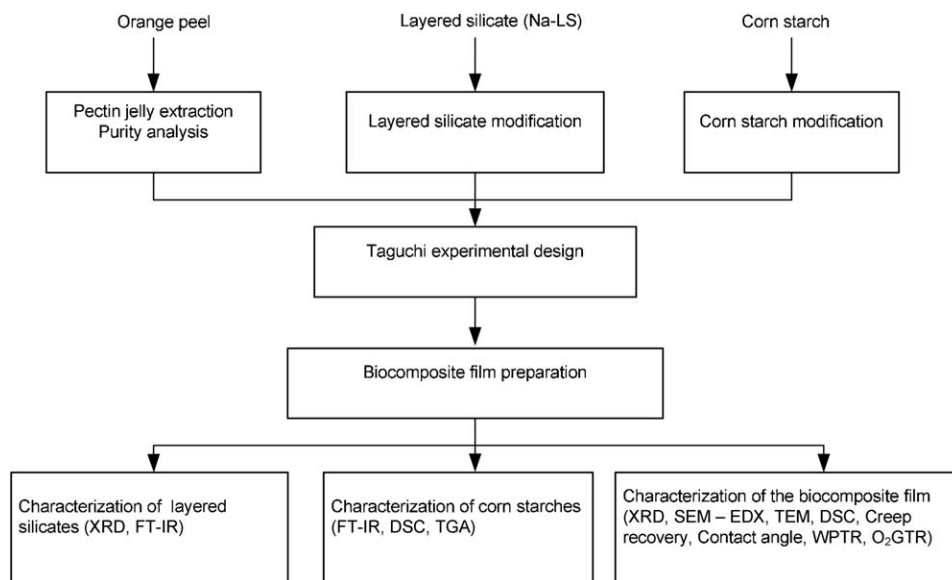 Orange peel
Layered silicate (Na-LS)
Corn starch
Pectin jelly extraction
Purity analysis
Layered silicate modification
Corn starch modification
Taguchi experimental design
Biocomposite film preparation
Characterization of layered
silicates (XRD, FT-IR)
Characterization of corn starches
(FT-IR, DSC, TGA)
Characterization of the biocomposite film
(XRD, SEM – EDX, TEM, DSC, Creep
recovery, Contact angle, WPTR, O₂GTR)